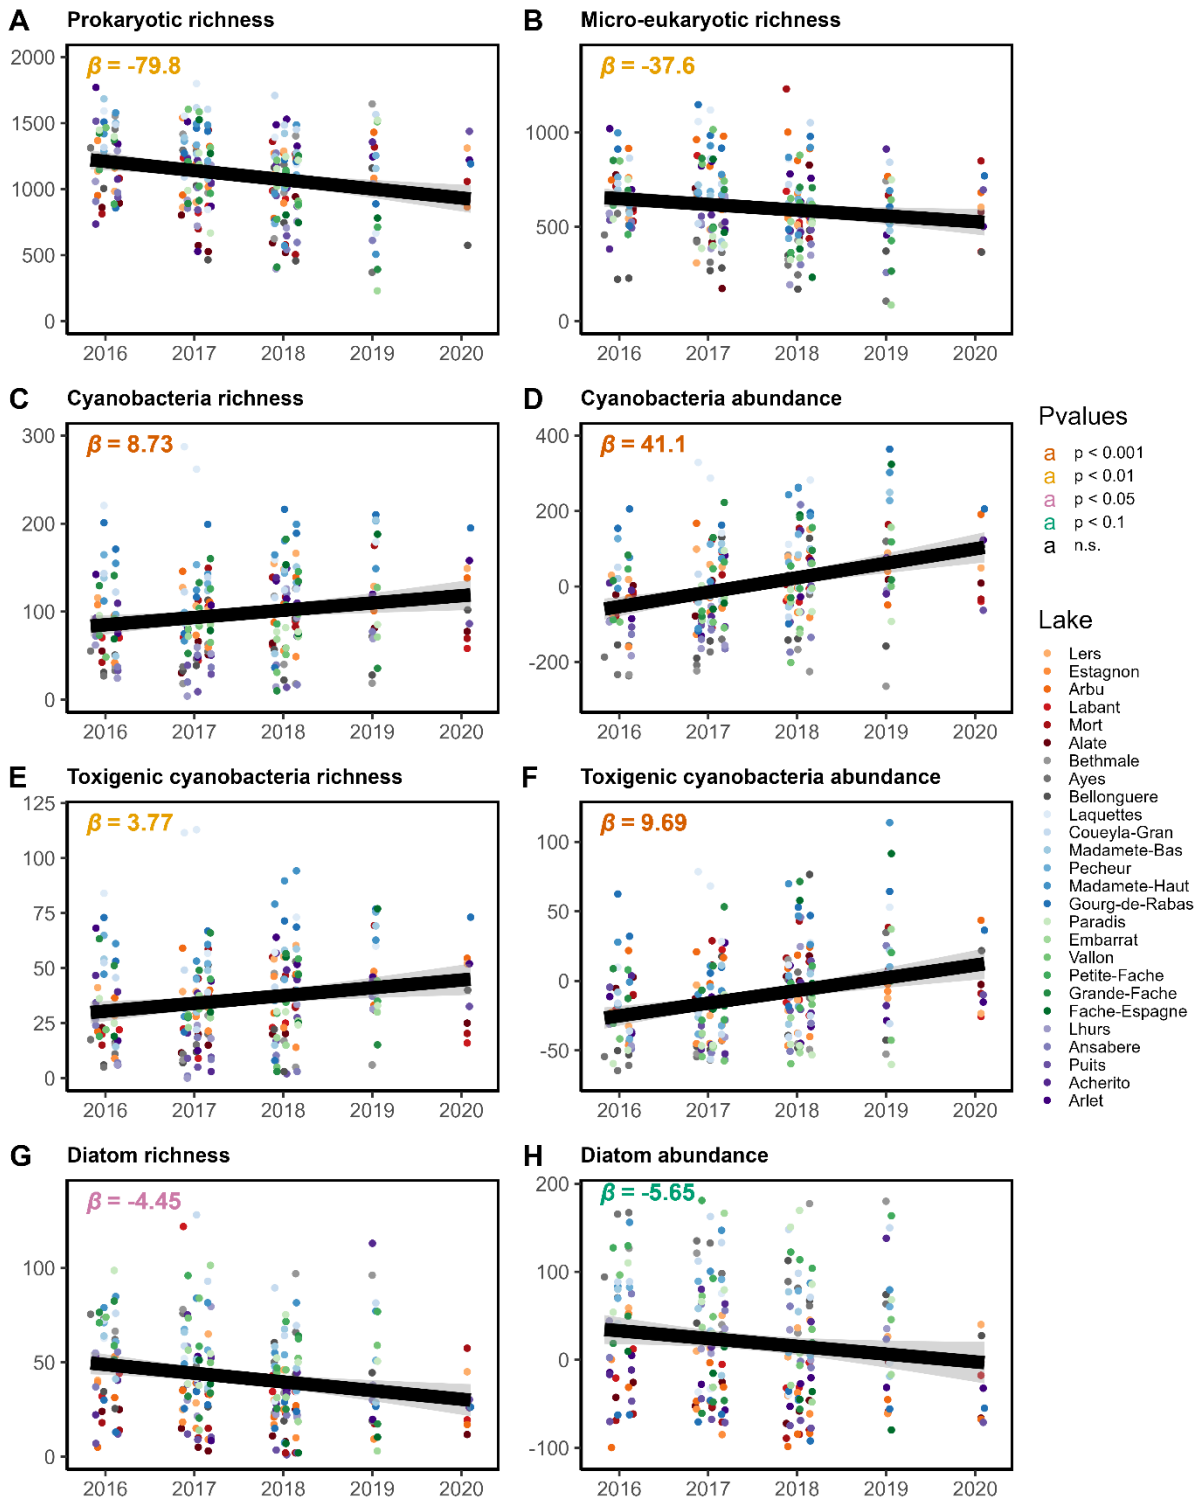 A Prokaryotic richness
β = -79.8
2000
1500
1000
500
0
2016 2017 2018 2019 2020
B Micro-eukaryotic richness
β = -37.6
1000
500
0
2016 2017 2018 2019 2020
C Cyanobacteria richness
β = 8.73
300
200
100
0
2016 2017 2018 2019 2020
D Cyanobacteria abundance
β = 41.1
400
200
0
-200
2016 2017 2018 2019 2020
E Toxigenic cyanobacteria richness
β = 3.77
125
100
75
50
25
0
2016 2017 2018 2019 2020
F Toxigenic cyanobacteria abundance
β = 9.69
100
50
0
-50
2016 2017 2018 2019 2020
G Diatom richness
β = -4.45
100
50
0
2016 2017 2018 2019 2020
H Diatom abundance
β = -5.65
200
100
0
-100
2016 2017 2018 2019 2020
Pvalues
a p < 0.001
a p < 0.01
a p < 0.05
a p < 0.1
a n.s.
Lake
Lers
Estagnon
Arbu
Labant
Mort
Alate
Bethmale
Ayes
Bellonguere
Laquettes
Coueyla-Gran
Madamete-Bas
Pecheur
Madamete-Haut
Gourg-de-Rabas
Paradis
Embarrat
Vallon
Petite-Fache
Grande-Fache
Fache-Espagne
Lhurs
Ansabere
Puits
Acherito
Arlet